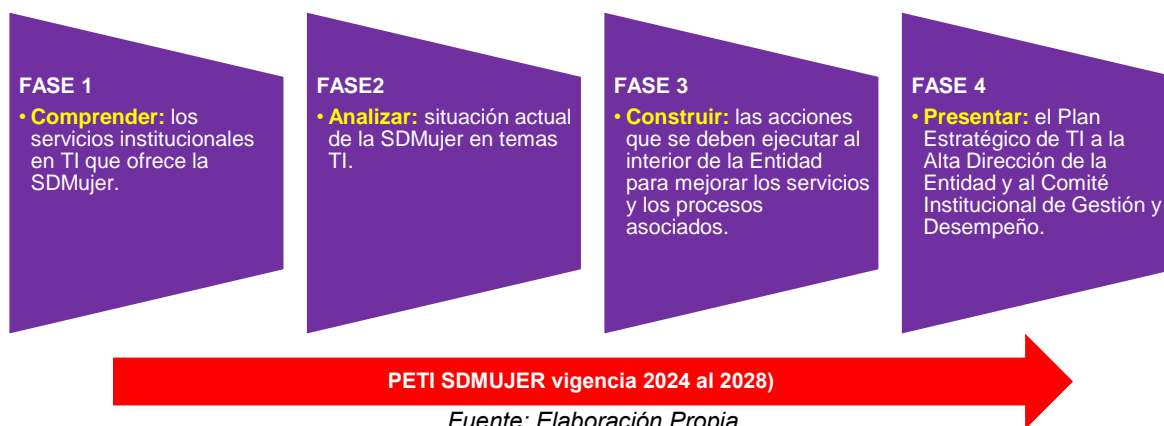 FASE 1
• Comprender: los
servicios institucionales
en TI que ofrece la
SDMujer.
FASE2
• Analizar: situación actual
de la SDMujer en temas
TI.
FASE 3
• Construir: las acciones
que se deben ejecutar al
interior de la Entidad
para mejorar los servicios
y los procesos
asociados.
FASE 4
• Presentar: el Plan
Estratégico de TI a la
Alta Dirección de la
Entidad y al Comité
Institucional de Gestión y
Desempeño.
PETI SDMUJER vigencia 2024 al 2028)
Fuente: Elaboración Propia